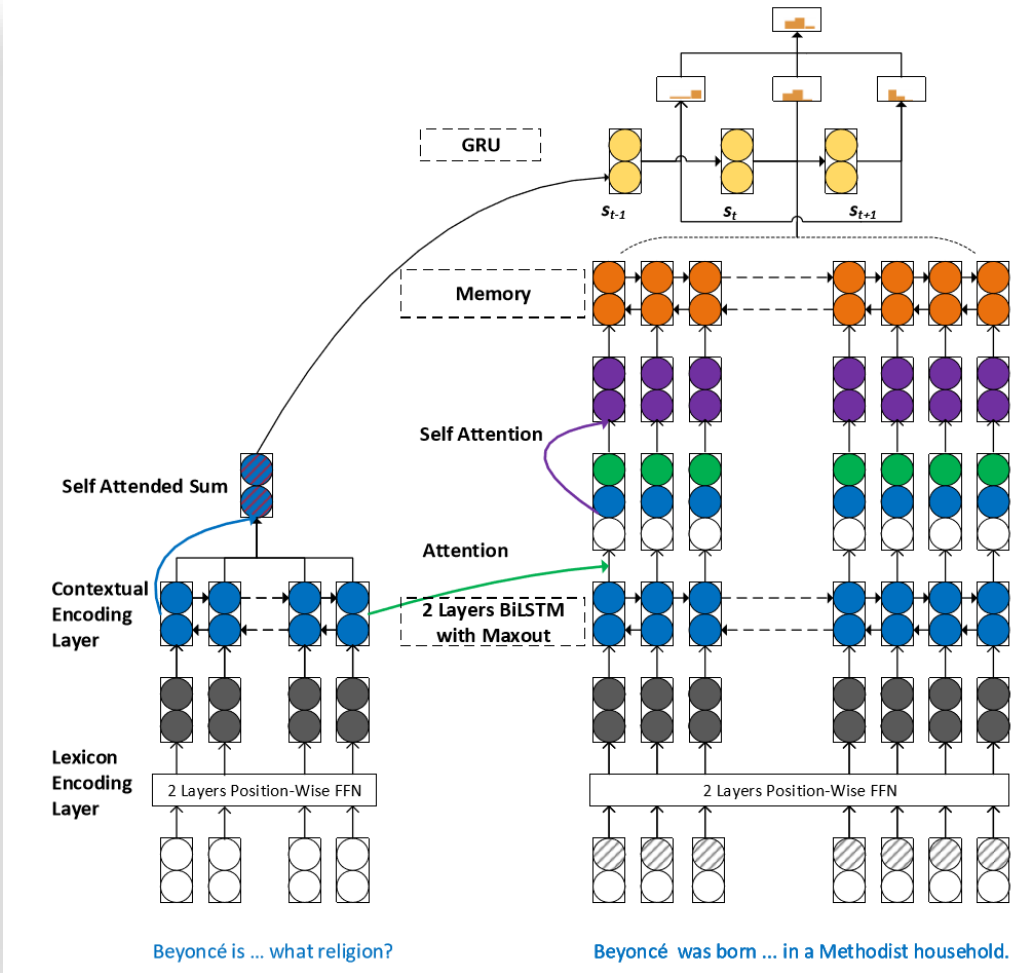 GRU
s_{t-1}
s_t
s_{t+1}
Memory
Self Attention
Self Attended Sum
Attention
Contextual
Encoding
Layer
2 Layers BiLSTM
with Maxout
Lexicon
Encoding
Layer
2 Layers Position-Wise FFN
2 Layers Position-Wise FFN
Beyoncé is ... what religion?
Beyoncé was born ... in a Methodist household.